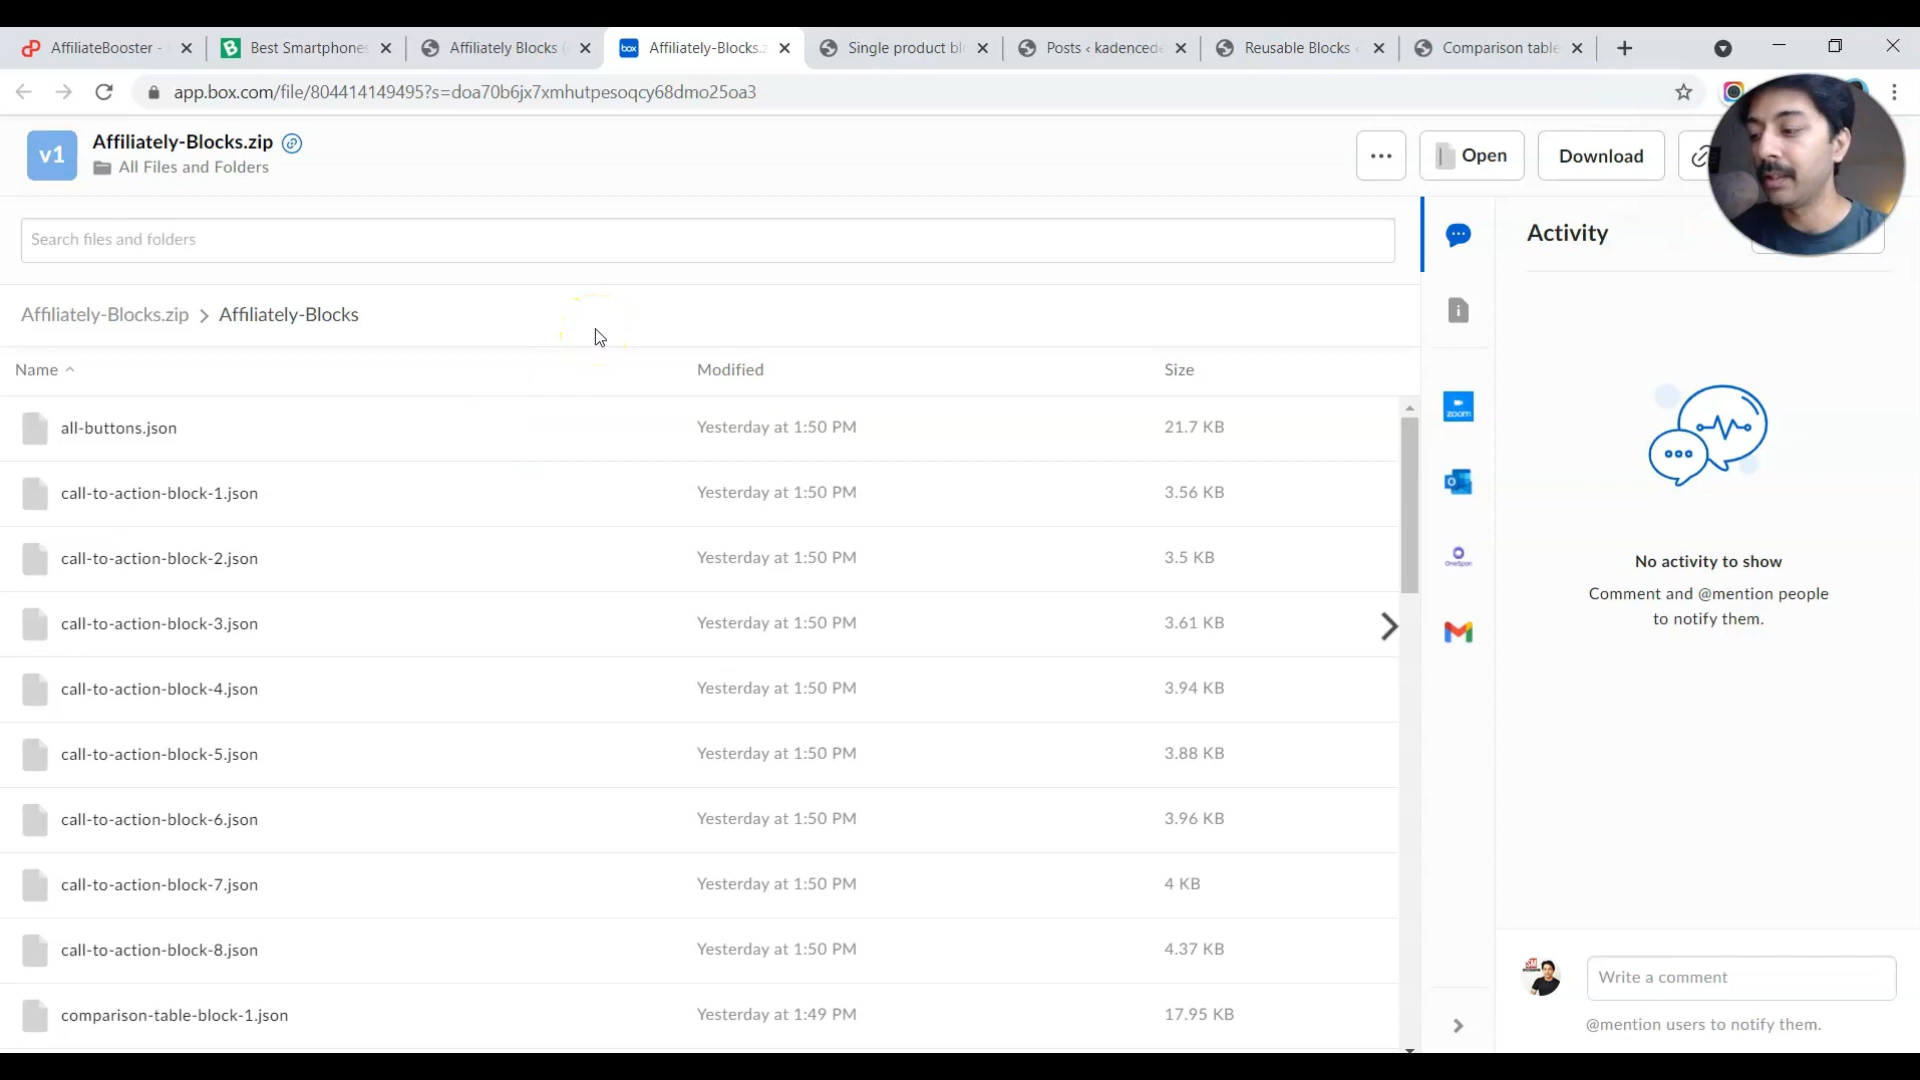 AffiliateBooster -
Best Smartphones
Affiliately Blocks (
Affiliately-Blocks.z
Single product bl
Posts ‹ kadencede
Reusable Blocks ‹
Comparison table
app.box.com/file/804414149495?s=doa70b6jx7xmhutpesoqcy68dmo25oa3
v1
Affiliately-Blocks.zip
All Files and Folders
Open
Download
Search files and folders
Activity
Affiliately-Blocks.zip > Affiliately-Blocks
Name
Modified
Size
all-buttons.json
Yesterday at 1:50 PM
21.7 KB
call-to-action-block-1.json
Yesterday at 1:50 PM
3.56 KB
call-to-action-block-2.json
Yesterday at 1:50 PM
3.5 KB
call-to-action-block-3.json
Yesterday at 1:50 PM
3.61 KB
call-to-action-block-4.json
Yesterday at 1:50 PM
3.94 KB
call-to-action-block-5.json
Yesterday at 1:50 PM
3.88 KB
call-to-action-block-6.json
Yesterday at 1:50 PM
3.96 KB
call-to-action-block-7.json
Yesterday at 1:50 PM
4 KB
call-to-action-block-8.json
Yesterday at 1:50 PM
4.37 KB
comparison-table-block-1.json
Yesterday at 1:49 PM
17.95 KB
zoom
OneSpan
No activity to show
Comment and @mention people
to notify them.
Write a comment
@mention users to notify them.